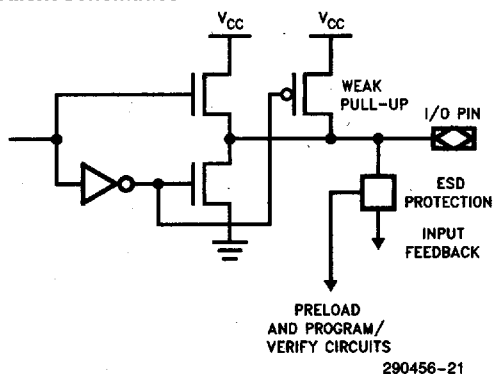 VCC
VCC
WEAK
PULL-UP
I/O PIN
ESD
PROTECTION
INPUT
FEEDBACK
PRELOAD
AND PROGRAM/
VERIFY CIRCUITS
290456-21